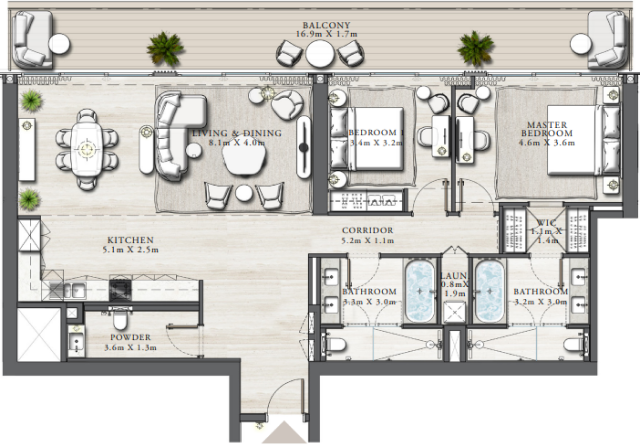 BALCONY
16.9m X 1.7m
LIVING & DINING
8.1m X 4.0m
BEDROOM 1
3.4m X 3.2m
MASTER
BEDROOM
4.6m X 3.6m
KITCHEN
5.1m X 2.5m
CORRIDOR
5.2m X 1.1m
WIC
1.1m X
1.4m
BATHROOM
3.3m X 3.0m
LAUN
0.8mX
1.9m
BATHROOM
3.2m X 3.0m
POWDER
3.6m X 1.3m